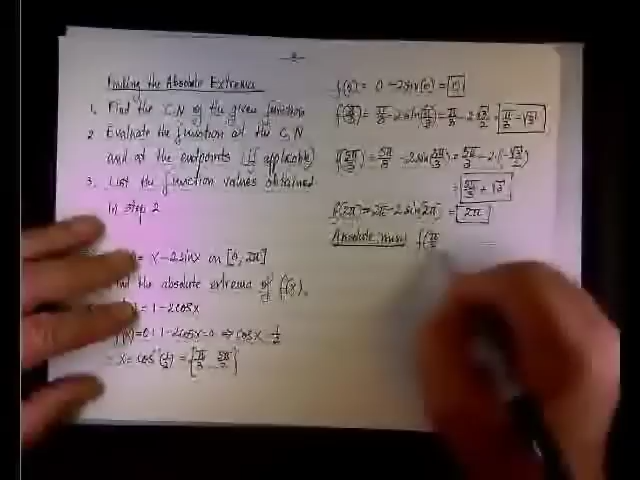 Finding the Absolute Extrema
1. Find the C.N of the given function
2. Evaluate the function at the C.N
and at the endpoints (if applicable)
3. List the function values obtained
in step 2
= x - 2sinx on [0, 2π]
the absolute extrema of f(x).
= 1 - 2cosx
(x) = 0 1 - 2cosx = 0 ⇒ cosx = 1/2
x = cos⁻¹(1/2) = {π/3
f(0) = 0 - 2sin(0) = 0
f(π/3) = π/3 - 2sin(π/3) = π/3 - 2√3/2 = π/3 - √3
f(5π/3) = 5π/3 - 2sin(5π/3) = 5π/3 - 2·(-√3/2)
= 5π/3 + √3
f(2π) = 2π - 2sin(2π) = 2π
Absolute f(π/